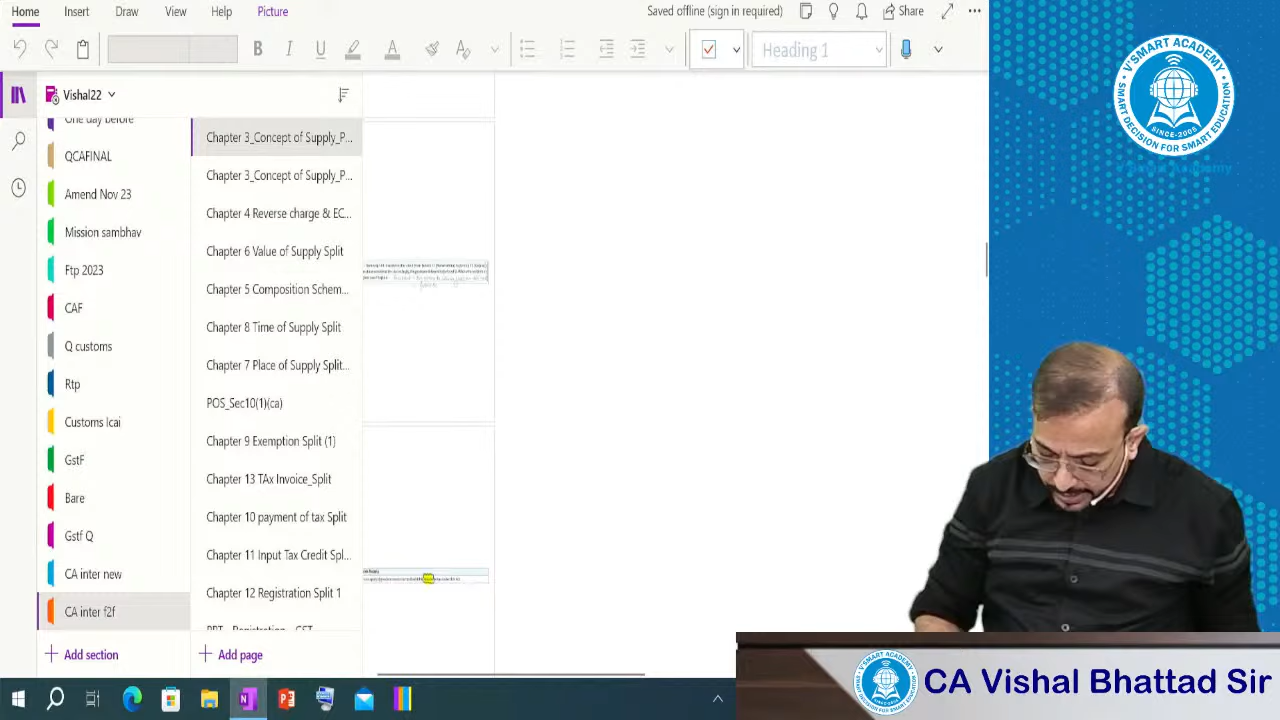 Home Insert Draw View Help Picture
Saved offline (sign in required) Share
B I U A Heading 1
Vishal22
One day before
QCAFINAL
Amend Nov 23
Mission sambhav
Ftp 2023
CAF
Q customs
Rtp
Customs Icai
GstF
Bare
Gstf Q
CA inter new
CA inter f2f
Add section
Chapter 3_Concept of Supply_P...
Chapter 3_Concept of Supply_P...
Chapter 4 Reverse charge & EC...
Chapter 6 Value of Supply Split
Chapter 5 Composition Schem...
Chapter 8 Time of Supply Split
Chapter 7 Place of Supply Split...
POS_Sec10(1)(ca)
Chapter 9 Exemption Split (1)
Chapter 13 TAx Invoice_Split
Chapter 10 payment of tax Split
Chapter 11 Input Tax Credit Spl...
Chapter 12 Registration Split 1
PPT - Registration - GST
Add page
V'SMART ACADEMY
SMART DECISION FOR SMART EDUCATION
SINCE-2008
V'Smart Academy
CA Vishal Bhattad Sir